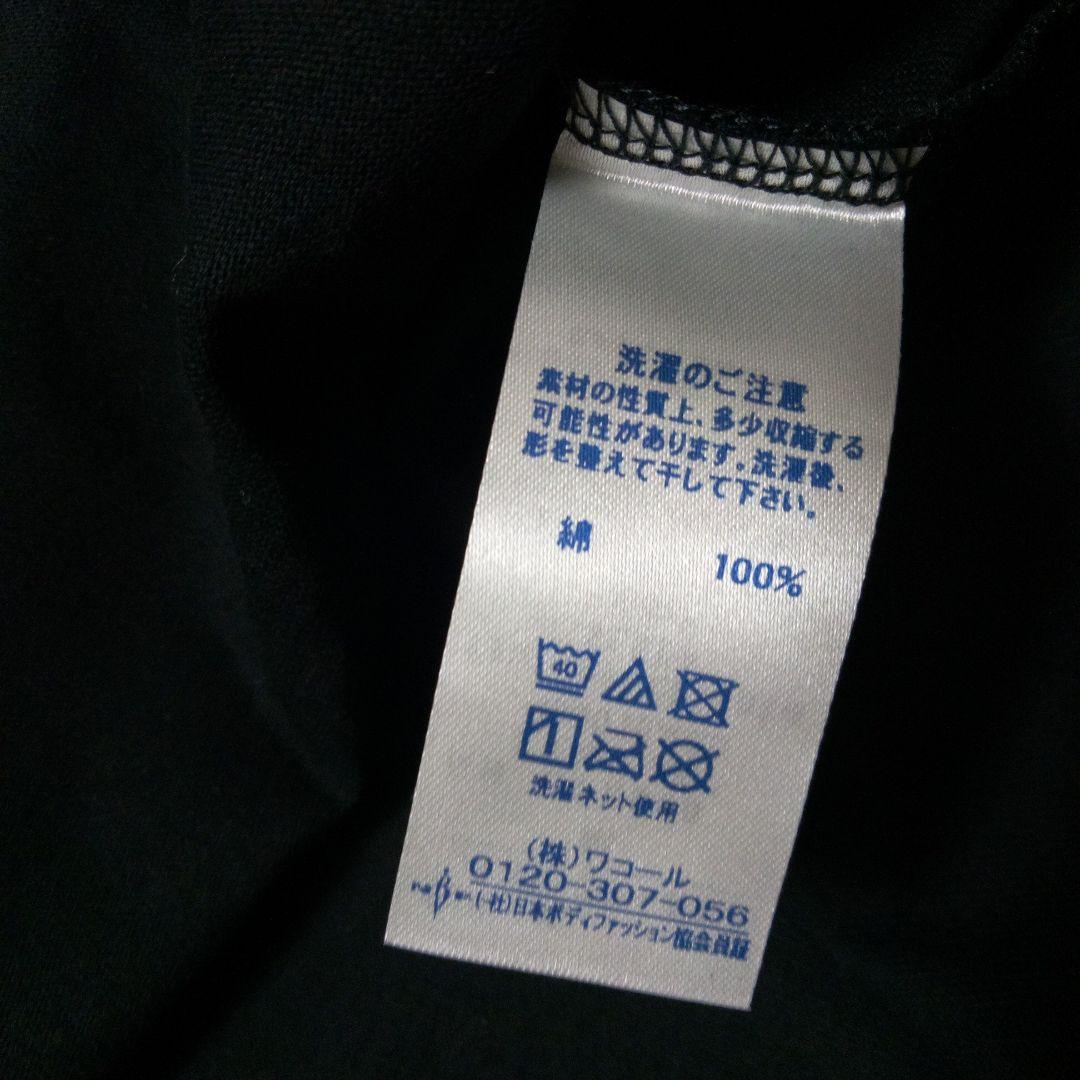 洗濯のご注意
素材の性質上、多少収縮する
可能性があります。洗濯後、
形を整えて干して下さい。
綿 100%
40
洗濯ネット使用
(株)ワコール
0120-307-056
(一社)日本ボディファッション協会員証